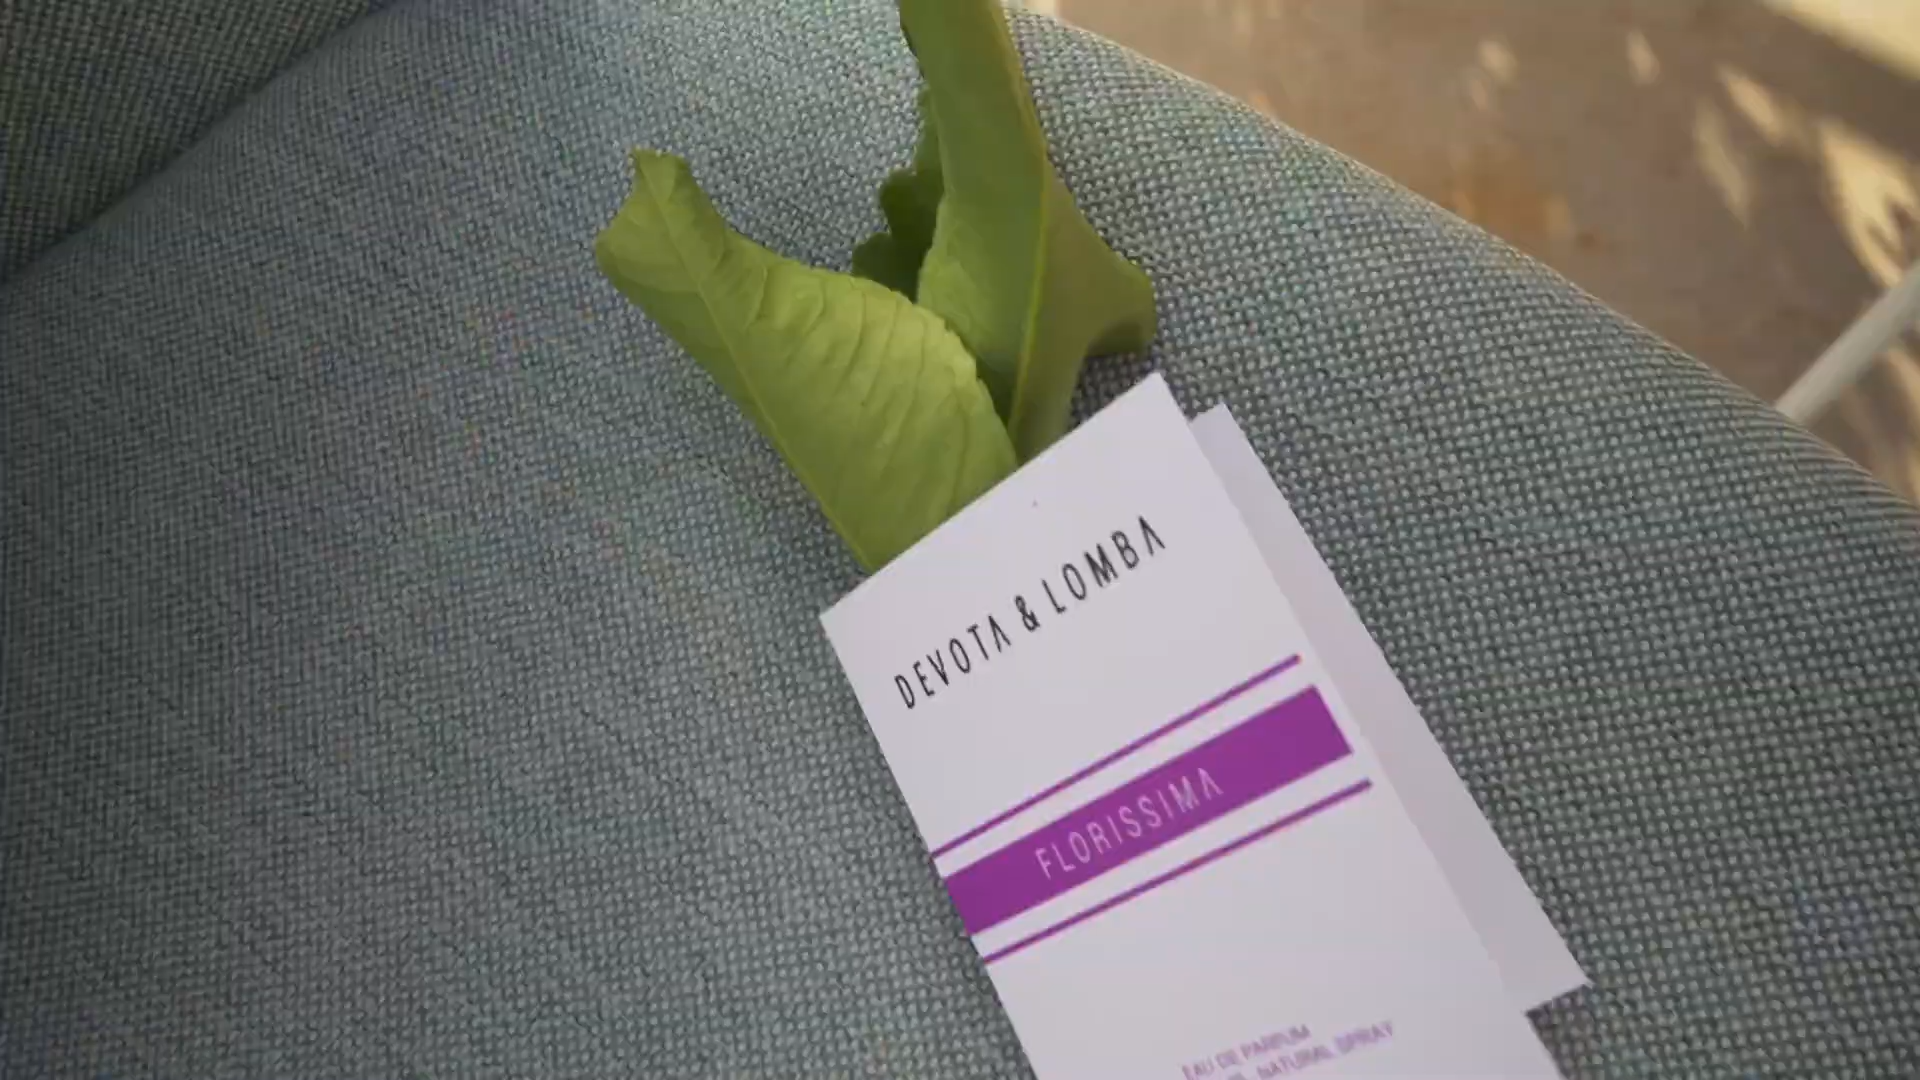 DEVOTA & LOMBA
FLORISSIMA
EAU DE PARFUM
NATURAL SPRAY